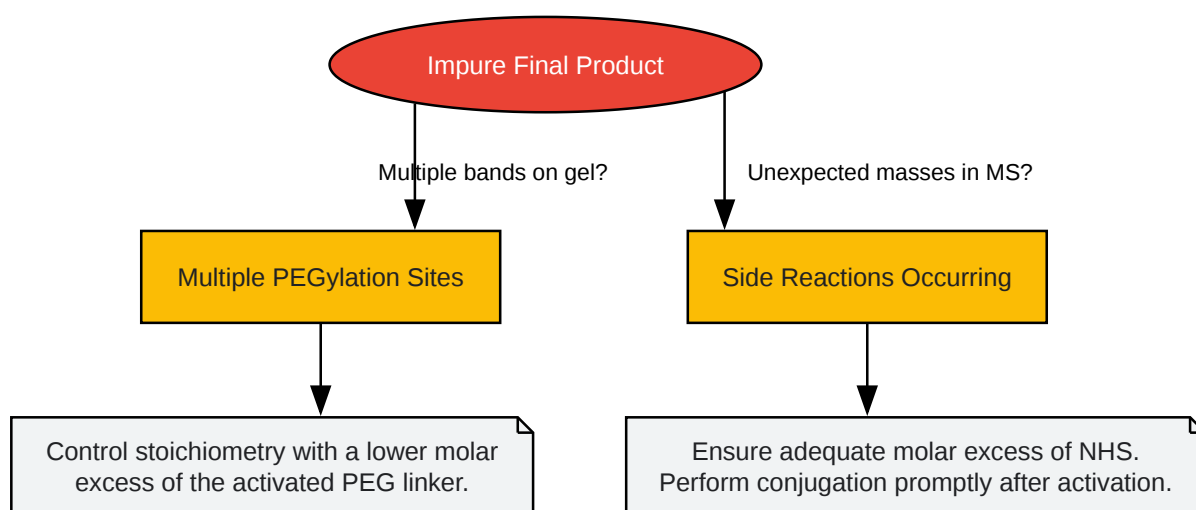 Impure Final Product
Multiple bands on gel?
Unexpected masses in MS?
Multiple PEGylation Sites
Side Reactions Occurring
Control stoichiometry with a lower molar
excess of the activated PEG linker.
Ensure adequate molar excess of NHS.
Perform conjugation promptly after activation.